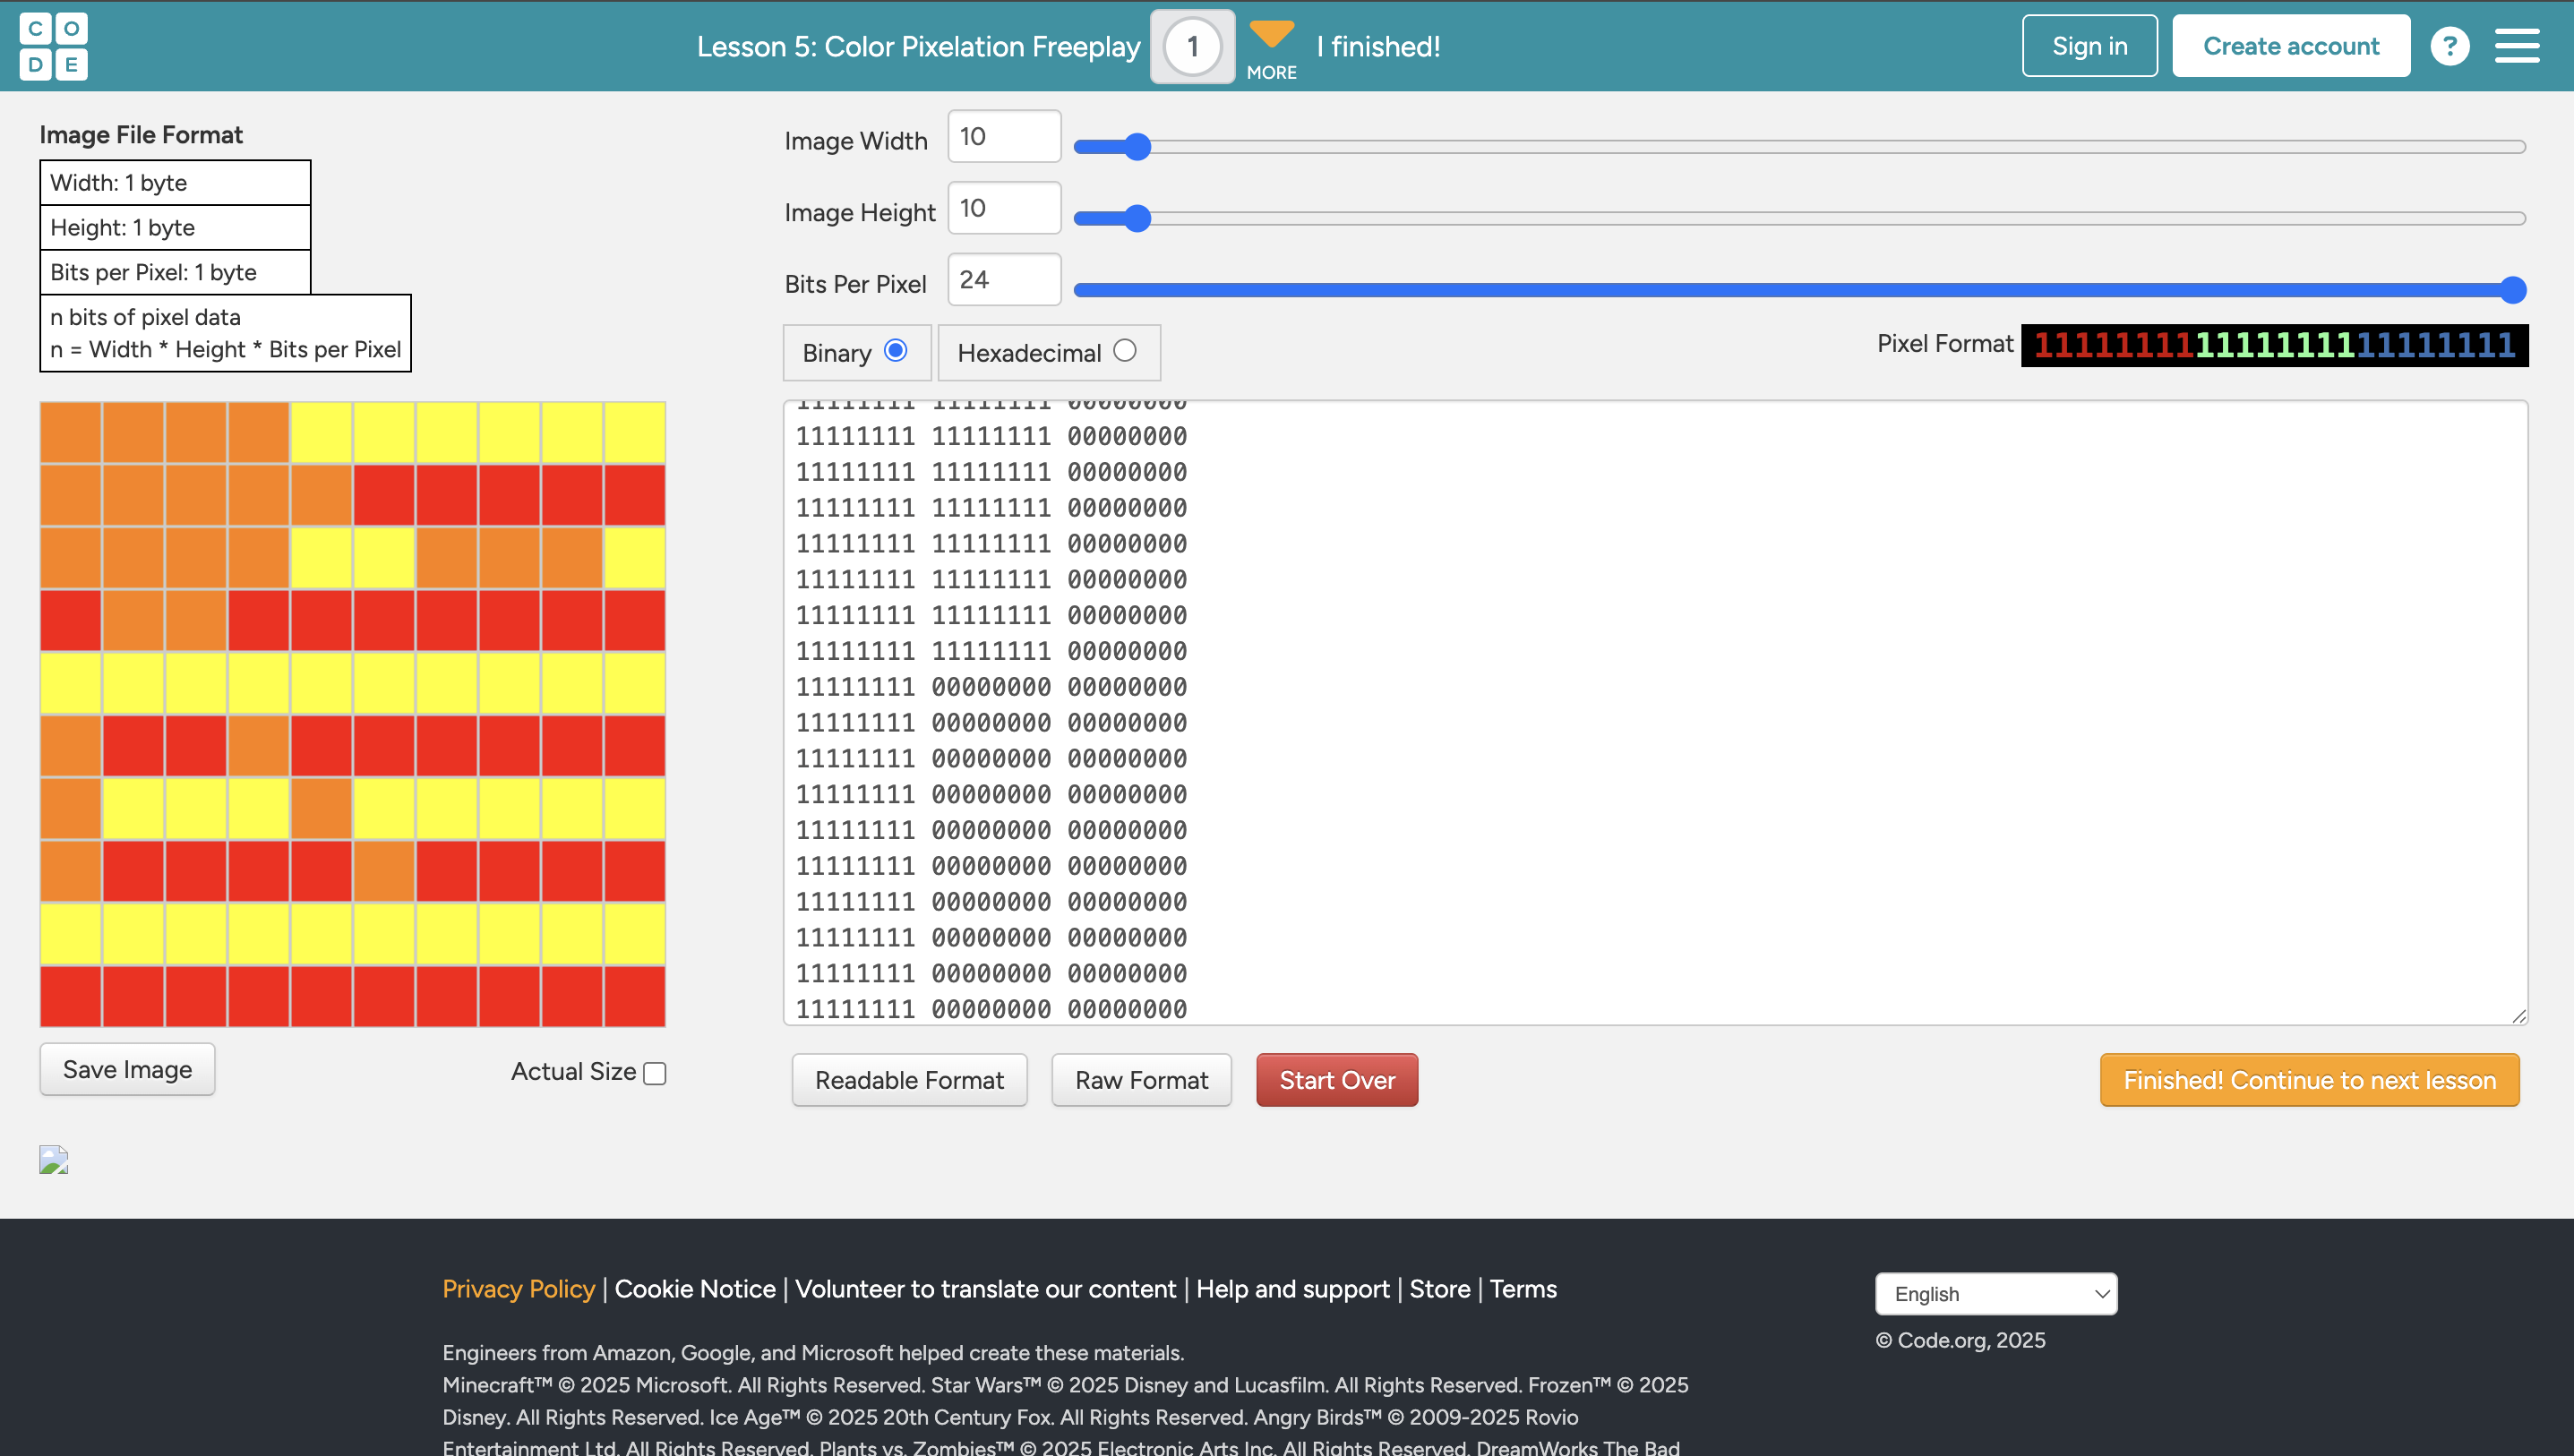 C O
D E
Lesson 5: Color Pixelation Freeplay 1 MORE I finished!
Sign in
Create account
?
Image File Format
Width: 1 byte
Height: 1 byte
Bits per Pixel: 1 byte
n bits of pixel data
n = Width * Height * Bits per Pixel
Image Width 10
Image Height 10
Bits Per Pixel 24
Binary Hexadecimal
Pixel Format 111111111111111111111111
11111111 11111111 00000000
11111111 11111111 00000000
11111111 11111111 00000000
11111111 11111111 00000000
11111111 11111111 00000000
11111111 11111111 00000000
11111111 11111111 00000000
11111111 11111111 00000000
11111111 00000000 00000000
11111111 00000000 00000000
11111111 00000000 00000000
11111111 00000000 00000000
11111111 00000000 00000000
11111111 00000000 00000000
11111111 00000000 00000000
11111111 00000000 00000000
11111111 00000000 00000000
11111111 00000000 00000000
Save Image
Actual Size
Readable Format
Raw Format
Start Over
Finished! Continue to next lesson
Privacy Policy | Cookie Notice | Volunteer to translate our content | Help and support | Store | Terms
English
© Code.org, 2025
Engineers from Amazon, Google, and Microsoft helped create these materials.
Minecraft™ © 2025 Microsoft. All Rights Reserved. Star Wars™ © 2025 Disney and Lucasfilm. All Rights Reserved. Frozen™ © 2025
Disney. All Rights Reserved. Ice Age™ © 2025 20th Century Fox. All Rights Reserved. Angry Birds™ © 2009-2025 Rovio
Entertainment Ltd. All Rights Reserved. Plants vs. Zombies™ © 2025 Electronic Arts Inc. All Rights Reserved. DreamWorks The Bad